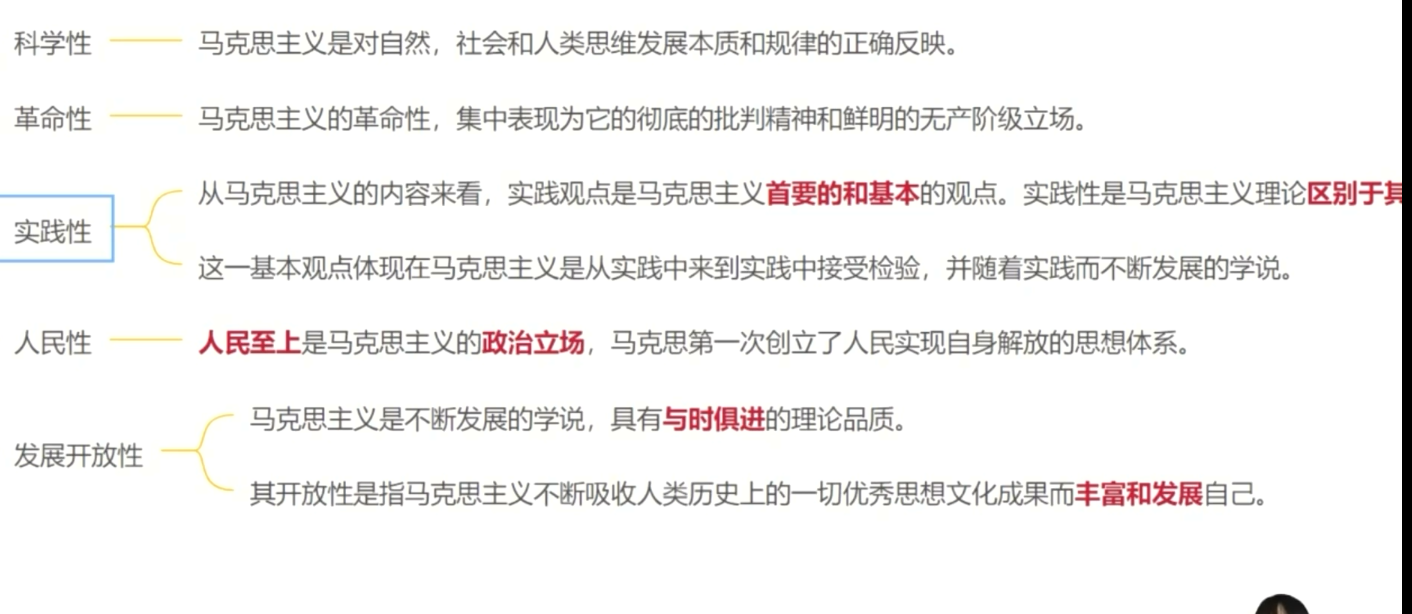 科学性 马克思主义是对自然，社会和人类思维发展本质和规律的正确反映。
革命性 马克思主义的革命性，集中表现为它的彻底的批判精神和鲜明的无产阶级立场。
实践性
从马克思主义的内容来看，实践观点是马克思主义首要的和基本的观点。实践性是马克思主义理论区别于其
这一基本观点体现在马克思主义是从实践中来到实践中接受检验，并随着实践而不断发展的学说。
人民性 人民至上是马克思主义的政治立场，马克思第一次创立了人民实现自身解放的思想体系。
发展开放性
马克思主义是不断发展的学说，具有与时俱进的理论品质。
其开放性是指马克思主义不断吸收人类历史上的一切优秀思想文化成果而丰富和发展自己。